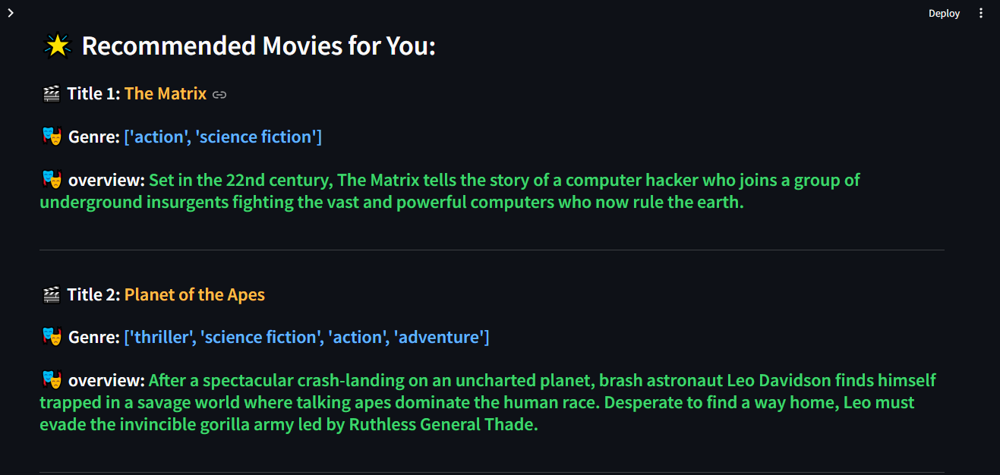 Deploy
Recommended Movies for You:
Title 1: The Matrix
Genre: ['action', 'science fiction']
overview: Set in the 22nd century, The Matrix tells the story of a computer hacker who joins a group of
underground insurgents fighting the vast and powerful computers who now rule the earth.
Title 2: Planet of the Apes
Genre: ['thriller', 'science fiction', 'action', 'adventure']
overview: After a spectacular crash-landing on an uncharted planet, brash astronaut Leo Davidson finds himself
trapped in a savage world where talking apes dominate the human race. Desperate to find a way home, Leo must
evade the invincible gorilla army led by Ruthless General Thade.